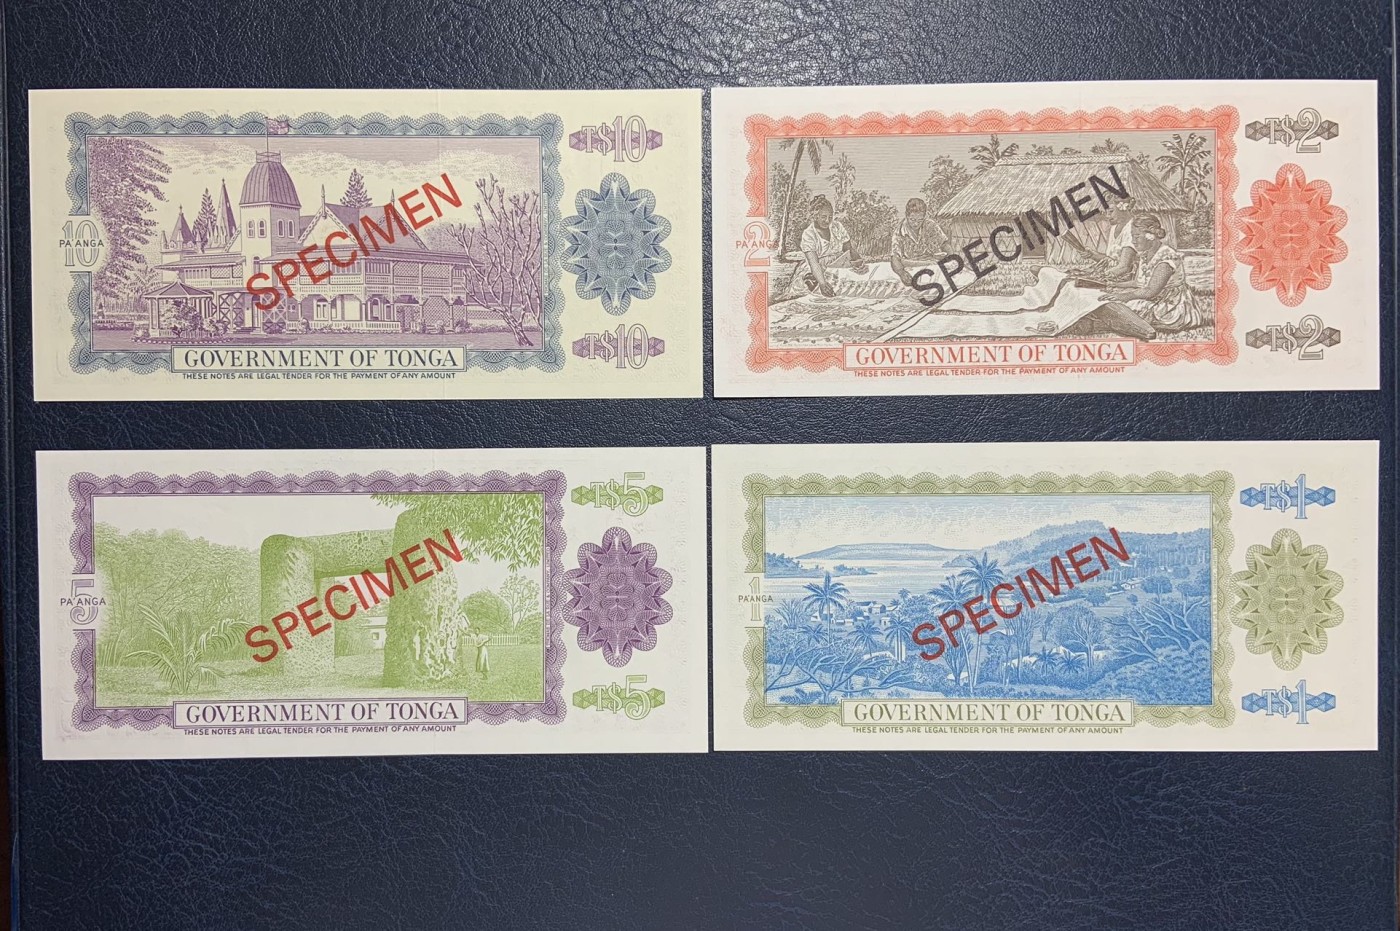 T$10
10
PA'ANGA
SPECIMEN
T$10
GOVERNMENT OF TONGA
THESE NOTES ARE LEGAL TENDER FOR THE PAYMENT OF ANY AMOUNT
T$2
2
PA'ANGA
SPECIMEN
T$2
GOVERNMENT OF TONGA
THESE NOTES ARE LEGAL TENDER FOR THE PAYMENT OF ANY AMOUNT
T$5
5
PA'ANGA
SPECIMEN
T$5
GOVERNMENT OF TONGA
THESE NOTES ARE LEGAL TENDER FOR THE PAYMENT OF ANY AMOUNT
T$1
1
PA'ANGA
SPECIMEN
T$1
GOVERNMENT OF TONGA
THESE NOTES ARE LEGAL TENDER FOR THE PAYMENT OF ANY AMOUNT